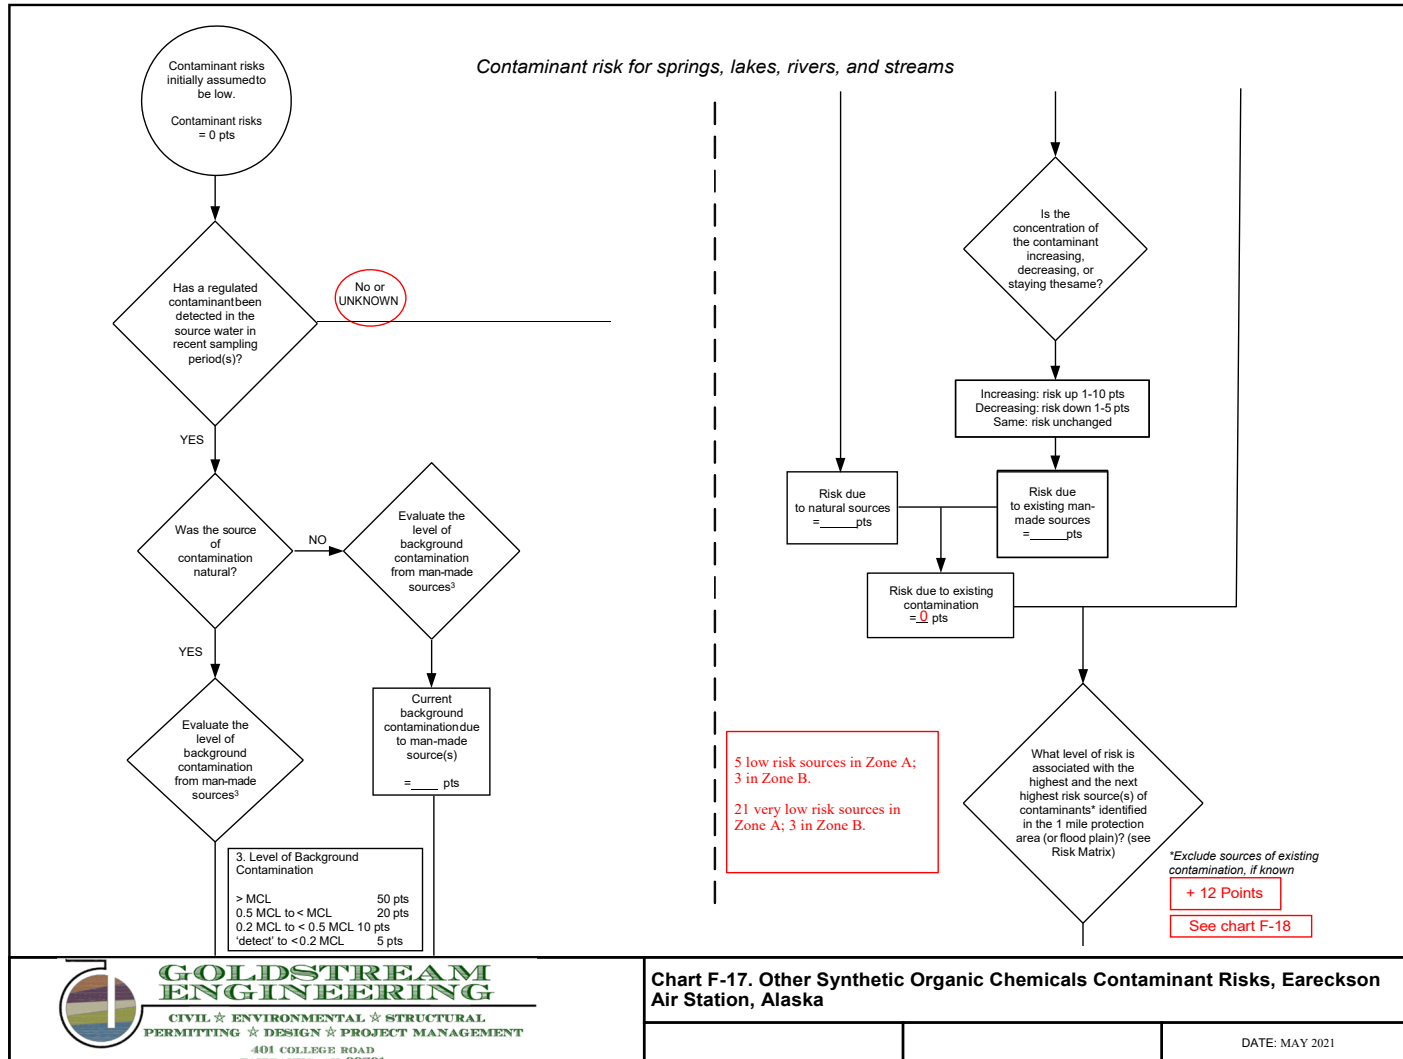 Contaminant risk for springs, lakes, rivers, and streams
Contaminant risks
initially assumed to
be low.
Contaminant risks
= 0 pts
Has a regulated
contaminant been
detected in the
source water in
recent sampling
period(s)?
No or
UNKNOWN
YES
Was the source
of
contamination
natural?
NO
Evaluate the
level of
background
contamination
from man-made
sources³
YES
Evaluate the
level of
background
contamination
from man-made
sources³
Current
background
contamination due
to man-made
source(s)
=____ pts
3. Level of Background
Contamination
> MCL 50 pts
0.5 MCL to < MCL 20 pts
0.2 MCL to < 0.5 MCL 10 pts
'detect' to <0.2 MCL 5 pts
Is the
concentration of
the contaminant
increasing,
decreasing, or
staying the same?
Increasing: risk up 1-10 pts
Decreasing: risk down 1-5 pts
Same: risk unchanged
Risk due
to natural sources
=______pts
Risk due
to existing man-
made sources
=______pts
Risk due to existing
contamination
=_0_ pts
5 low risk sources in Zone A;
3 in Zone B.
21 very low risk sources in
Zone A; 3 in Zone B.
What level of risk is
associated with the
highest and the next
highest risk source(s) of
contaminants* identified
in the 1 mile protection
area (or flood plain)? (see
Risk Matrix)
*Exclude sources of existing
contamination, if known
+ 12 Points
See chart F-18
GOLDSTREAM
ENGINEERING
CIVIL ☆ ENVIRONMENTAL ☆ STRUCTURAL
PERMITTING ☆ DESIGN ☆ PROJECT MANAGEMENT
401 COLLEGE ROAD
Chart F-17. Other Synthetic Organic Chemicals Contaminant Risks, Eareckson
Air Station, Alaska
DATE: MAY 2021